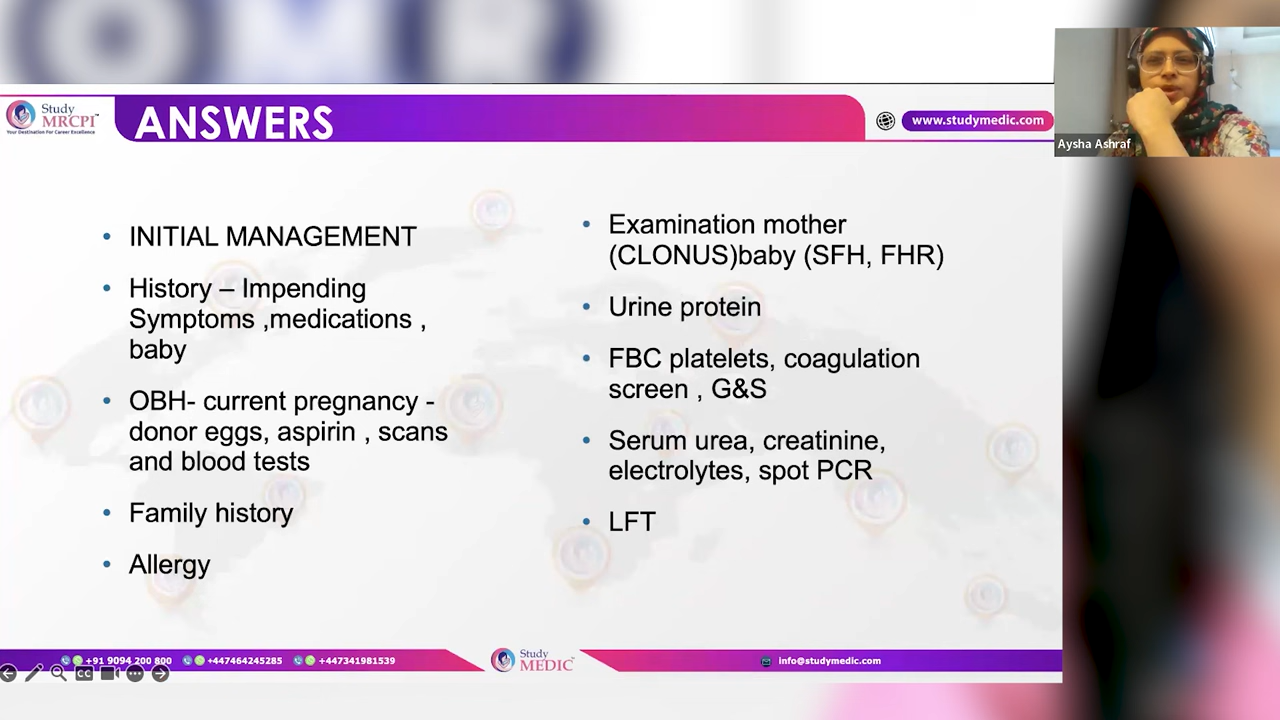 Study
MRCPI™
Your Destination For Career Excellence
ANSWERS
www.studymedic.com
Aysha Ashraf
• INITIAL MANAGEMENT
• History – Impending
Symptoms ,medications ,
baby
• OBH- current pregnancy -
donor eggs, aspirin , scans
and blood tests
• Family history
• Allergy
• Examination mother
(CLONUS)baby (SFH, FHR)
• Urine protein
• FBC platelets, coagulation
screen , G&S
• Serum urea, creatinine,
electrolytes, spot PCR
• LFT
+91 9094 200 800 +447464245285 +447341981539
Study
MEDIC
info@studymedic.com
CC